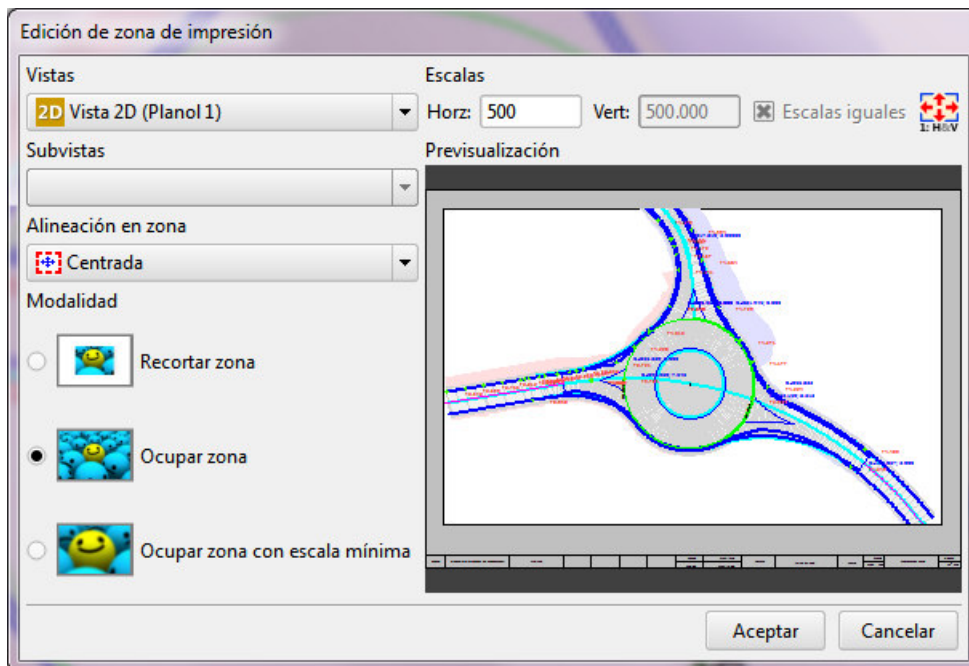 Edición de zona de impresión
Vistas
2D Vista 2D (Planol 1)
Subvistas
Alineación en zona
Centrada
Modalidad
Recortar zona
Ocupar zona
Ocupar zona con escala mínima
Escalas
Horz: 500 Vert: 500.000 Escalas iguales 1: H&V
Previsualización
Aceptar Cancelar